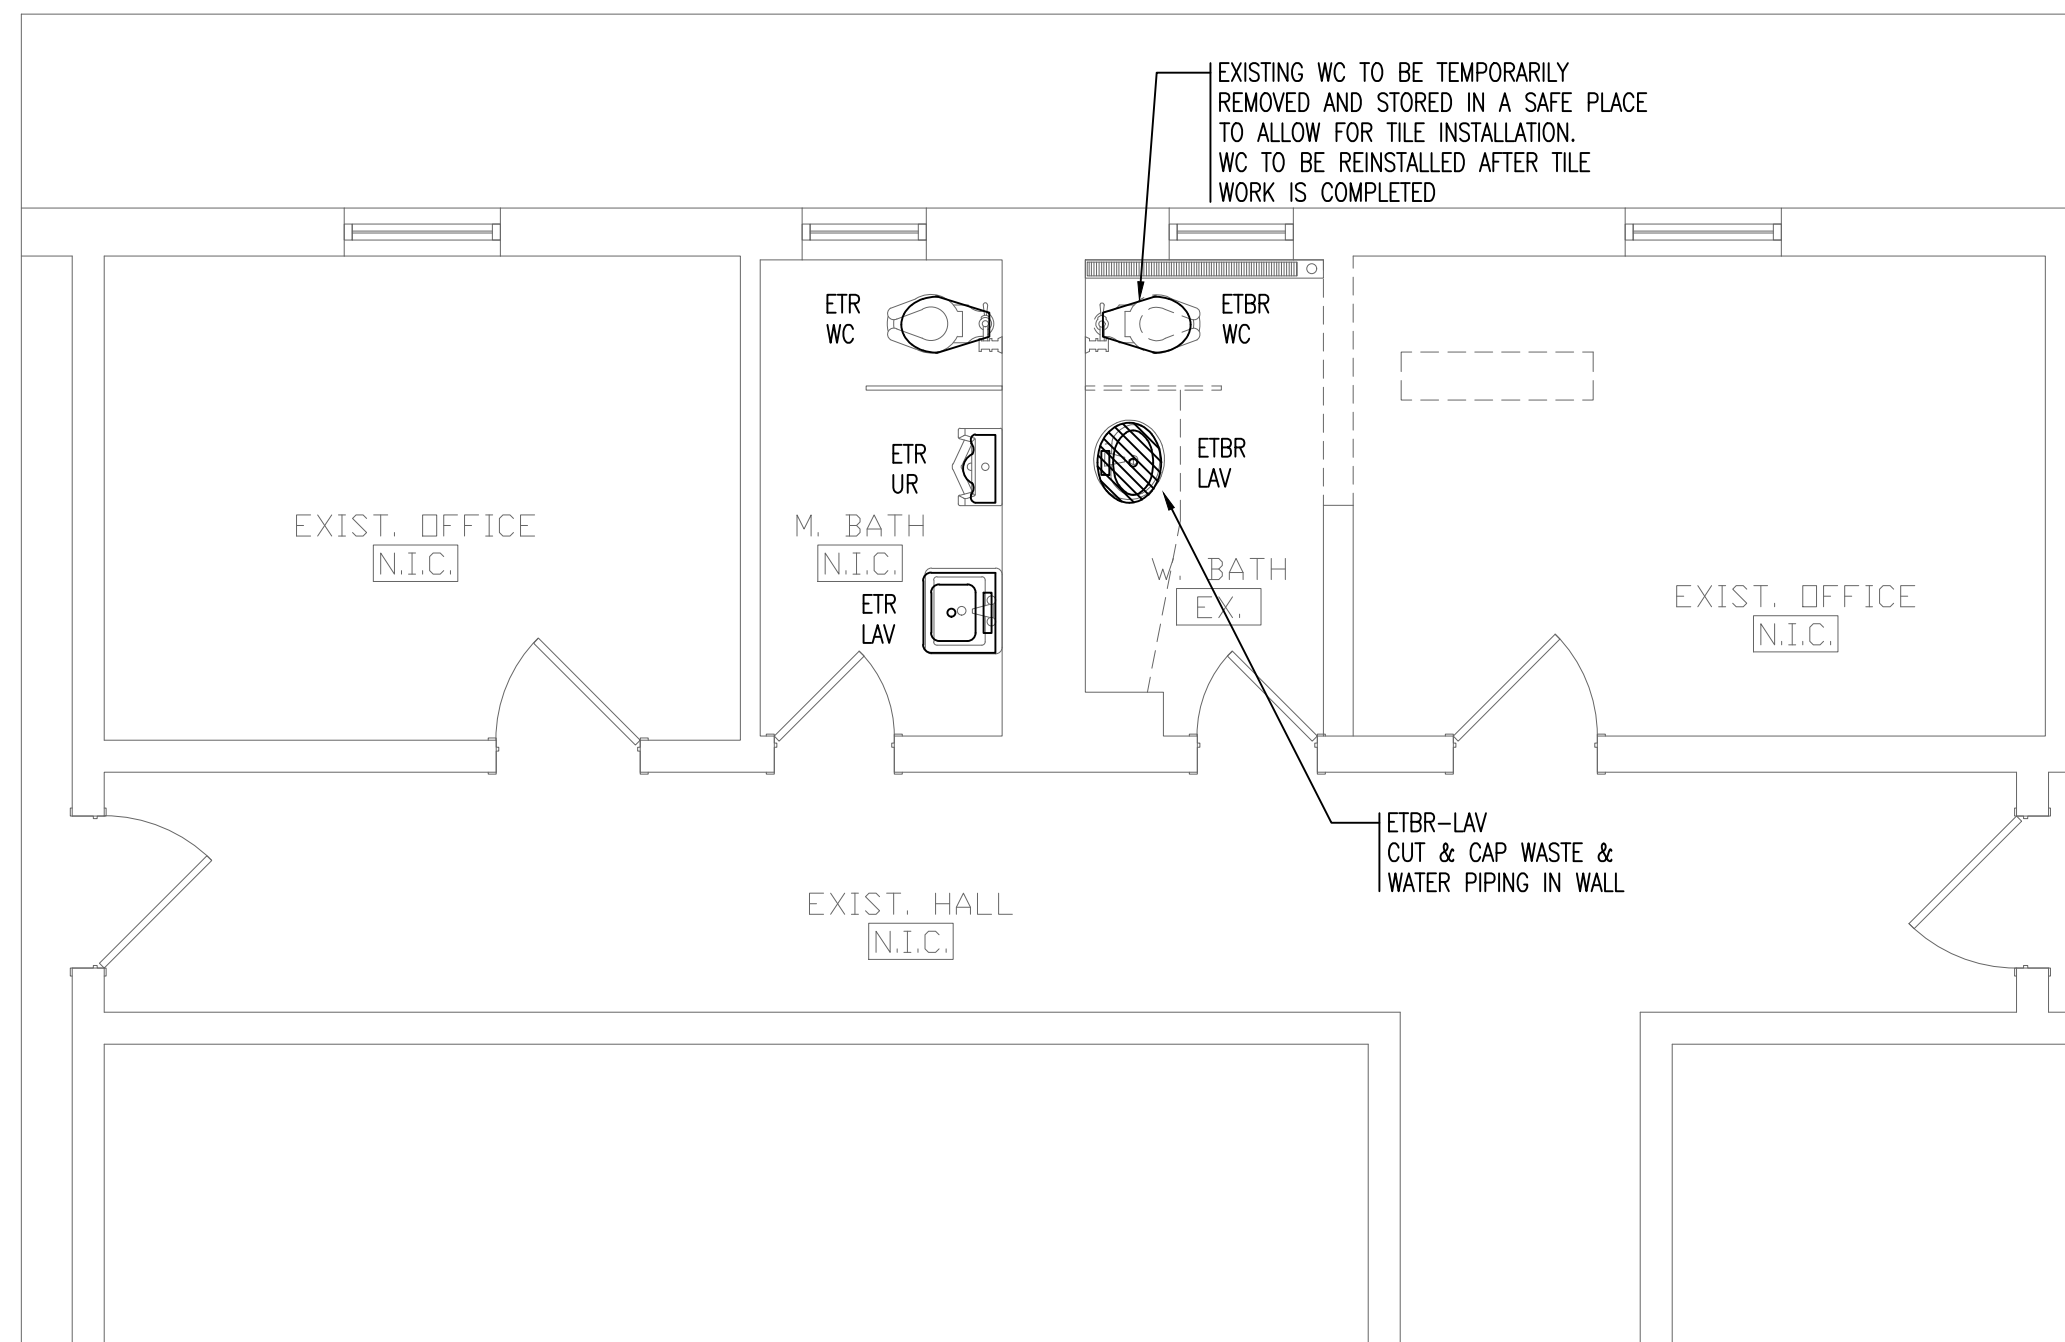 EXISTING WC TO BE TEMPORARILY
REMOVED AND STORED IN A SAFE PLACE
TO ALLOW FOR TILE INSTALLATION.
WC TO BE REINSTALLED AFTER TILE
WORK IS COMPLETED
ETR
WC
ETBR
WC
ETR
UR
ETBR
LAV
EXIST. OFFICE
N.I.C.
M. BATH
N.I.C.
W. BATH
EX.
EXIST. OFFICE
N.I.C.
ETR
LAV
ETBR-LAV
CUT & CAP WASTE &
WATER PIPING IN WALL
EXIST. HALL
N.I.C.